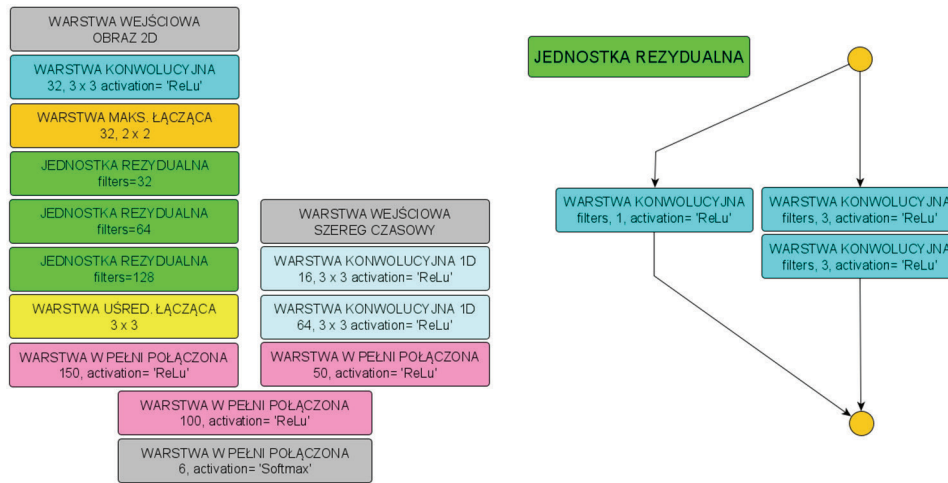 WARSTWA WEJŚCIOWA
OBRAZ 2D
WARSTWA KONWOLUCYJNA
32, 3 x 3 activation= 'ReLu'
WARSTWA MAKS. ŁĄCZĄCA
32, 2 x 2
JEDNOSTKA REZYDUALNA
filters=32
JEDNOSTKA REZYDUALNA
filters=64
JEDNOSTKA REZYDUALNA
filters=128
WARSTWA UŚRED. ŁĄCZĄCA
3 x 3
WARSTWA W PEŁNI POŁĄCZONA
150, activation= 'ReLu'
WARSTWA WEJŚCIOWA
SZEREG CZASOWY
WARSTWA KONWOLUCYJNA 1D
16, 3 x 3 activation= 'ReLu'
WARSTWA KONWOLUCYJNA 1D
64, 3 x 3 activation= 'ReLu'
WARSTWA W PEŁNI POŁĄCZONA
50, activation= 'ReLu'
WARSTWA W PEŁNI POŁĄCZONA
100, activation= 'ReLu'
WARSTWA W PEŁNI POŁĄCZONA
6, activation= 'Softmax'
JEDNOSTKA REZYDUALNA
WARSTWA KONWOLUCYJNA
filters, 1, activation= 'ReLu'
WARSTWA KONWOLUCYJNA
filters, 3, activation= 'ReLu'
WARSTWA KONWOLUCYJNA
filters, 3, activation= 'ReLu'